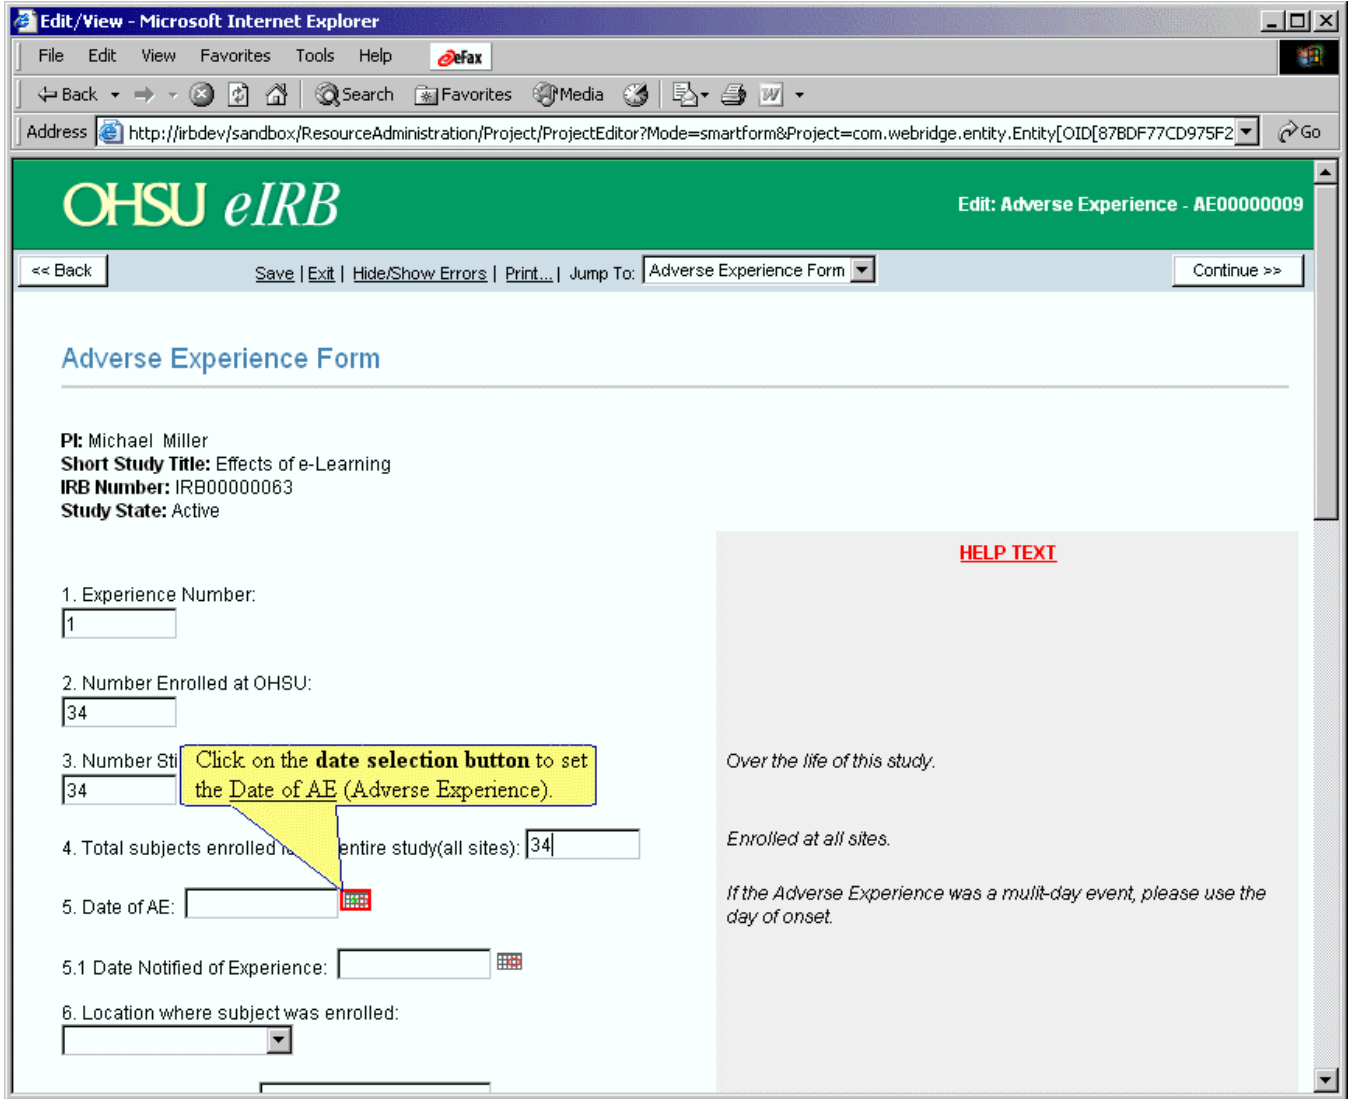 Edit/View - Microsoft Internet Explorer
File Edit View Favorites Tools Help eFax
Back Search Favorites Media
Address http://irbdev/sandbox/ResourceAdministration/Project/ProjectEditor?Mode=smartform&Project=com.webridge.entity.Entity[OID[87BDF77CD975F2 Go
OHSU eIRB Edit: Adverse Experience - AE00000009
<< Back Save | Exit | Hide/Show Errors | Print... | Jump To: Adverse Experience Form Continue >>
Adverse Experience Form
PI: Michael Miller
Short Study Title: Effects of e-Learning
IRB Number: IRB00000063
Study State: Active
HELP TEXT
1. Experience Number:
1
2. Number Enrolled at OHSU:
34
3. Number Sti
34
Click on the date selection button to set
the Date of AE (Adverse Experience).
Over the life of this study.
4. Total subjects enrolled entire study(all sites): 34
Enrolled at all sites.
5. Date of AE:
If the Adverse Experience was a mulit-day event, please use the
day of onset.
5.1 Date Notified of Experience:
6. Location where subject was enrolled: